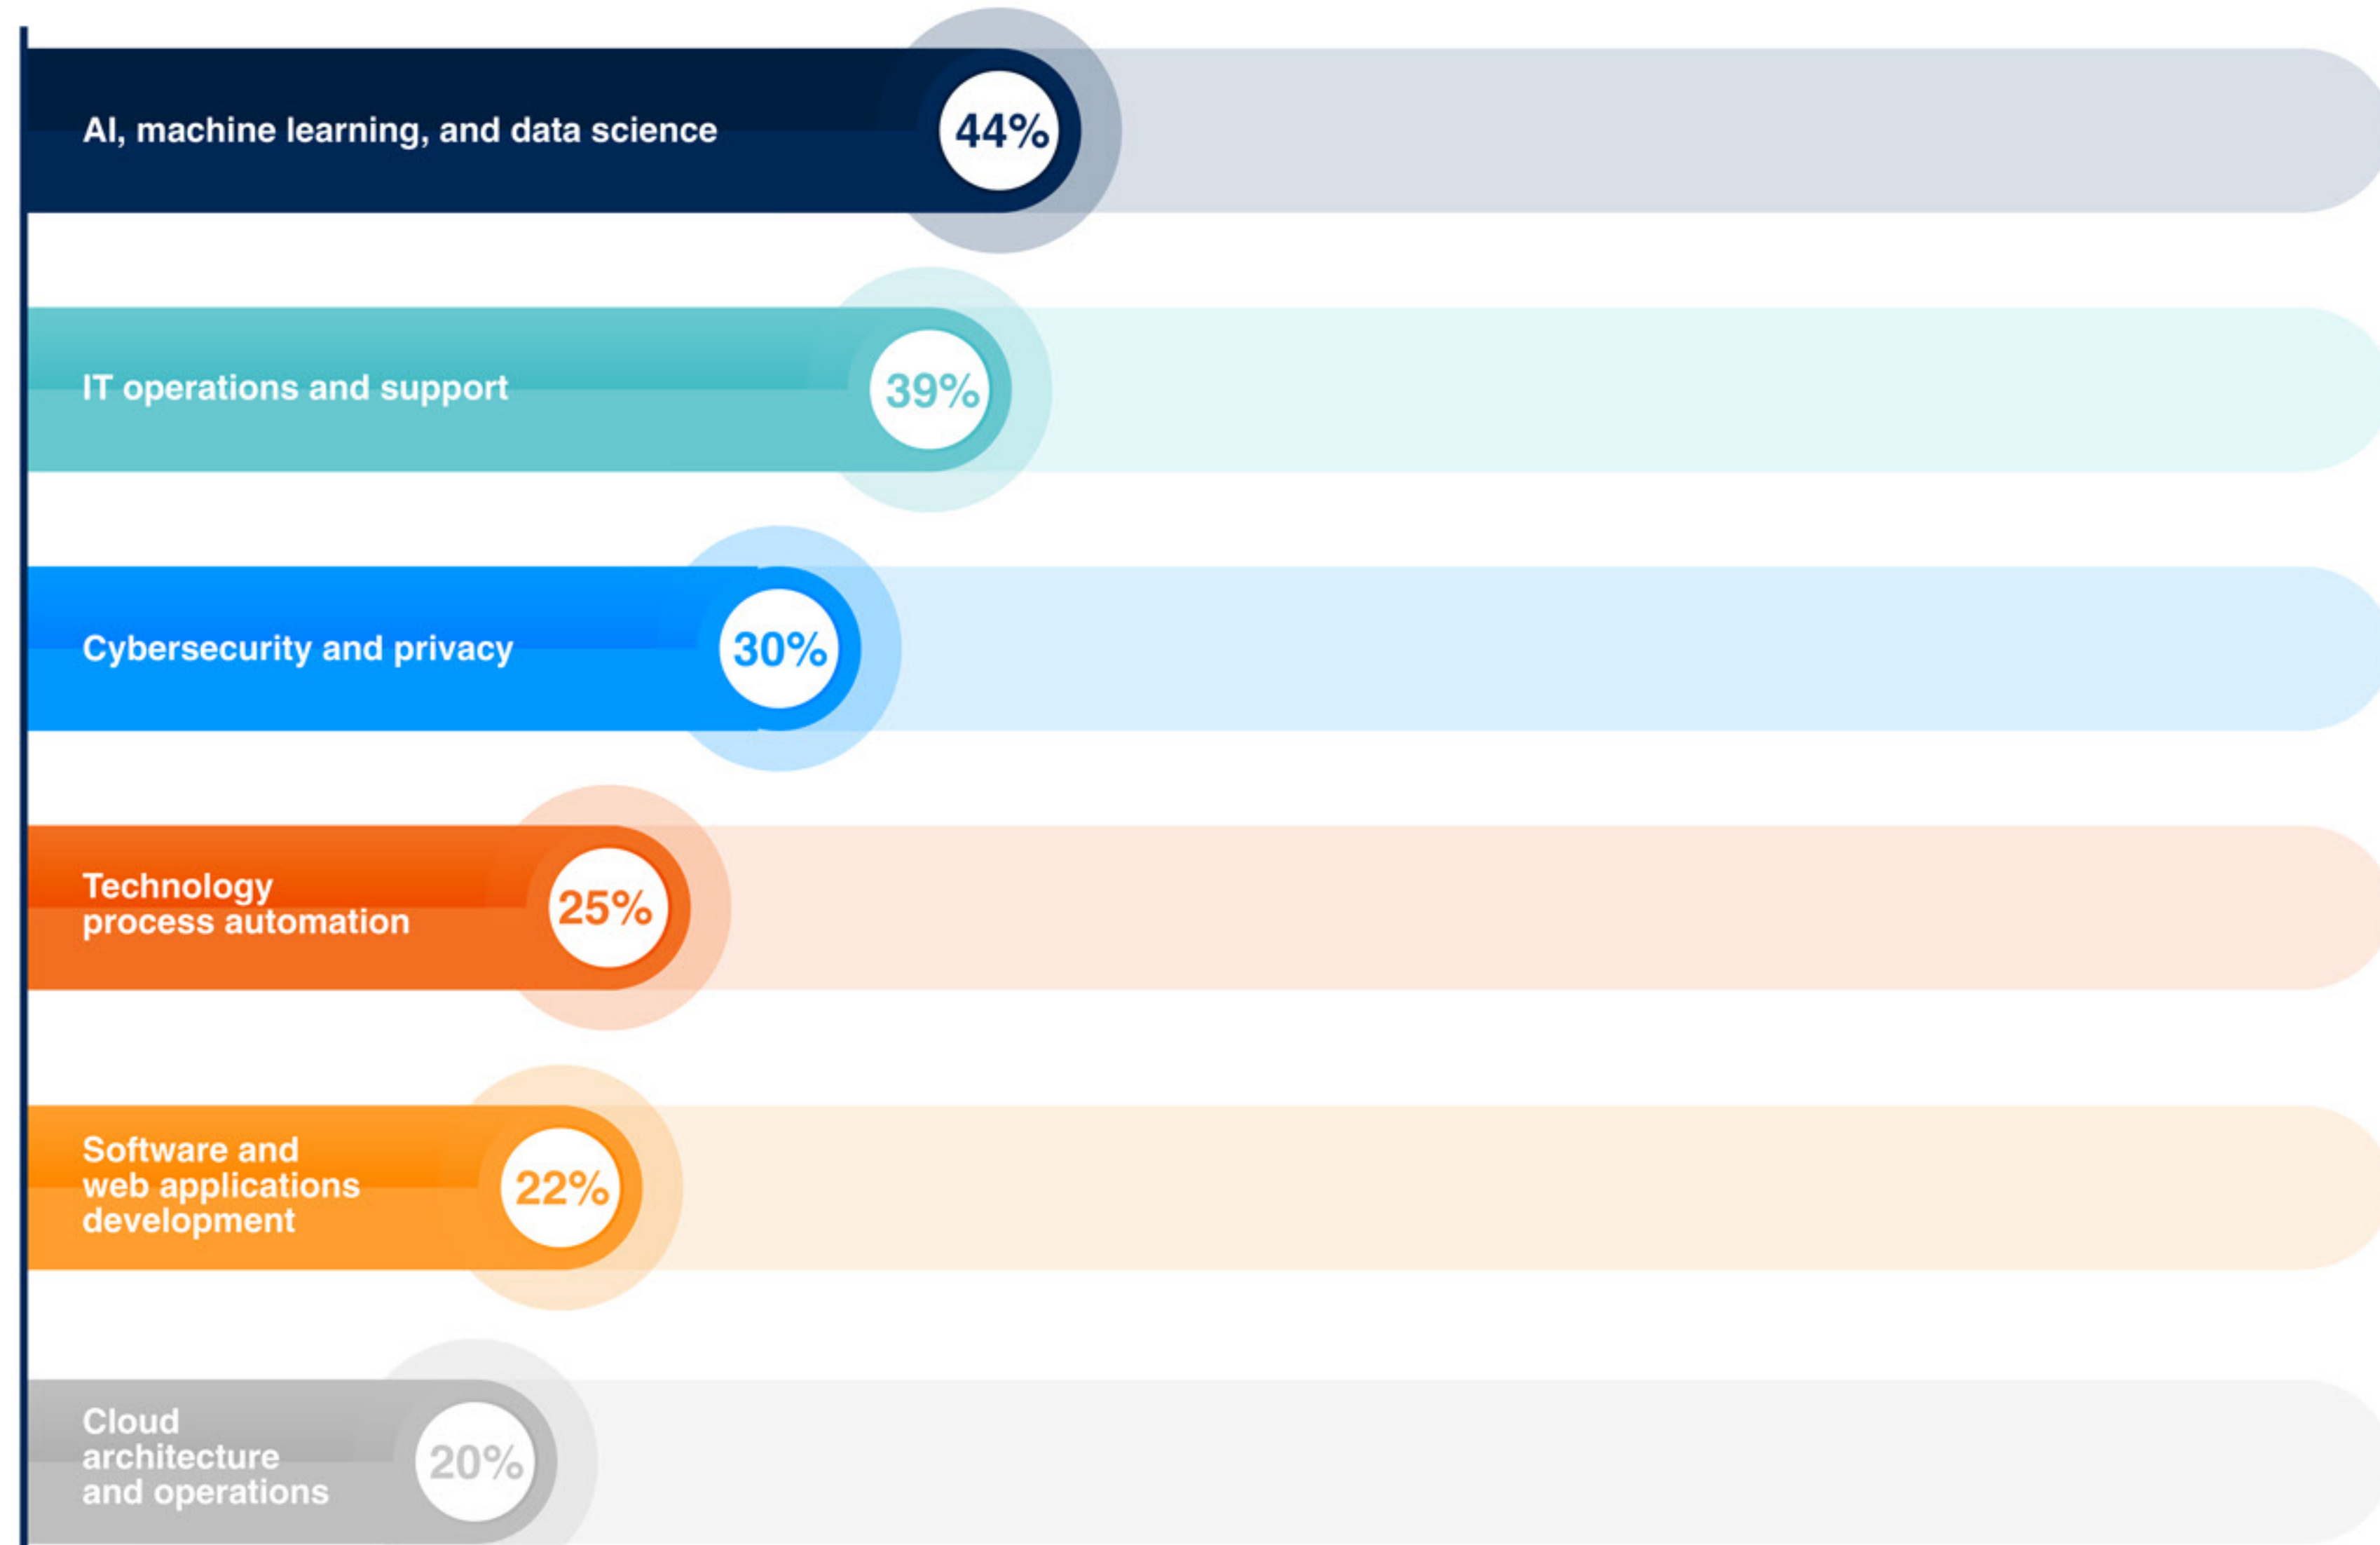 AI, machine learning, and data science
44%
IT operations and support
39%
Cybersecurity and privacy
30%
Technology
process automation
25%
Software and
web applications
development
22%
Cloud
architecture
and operations
20%